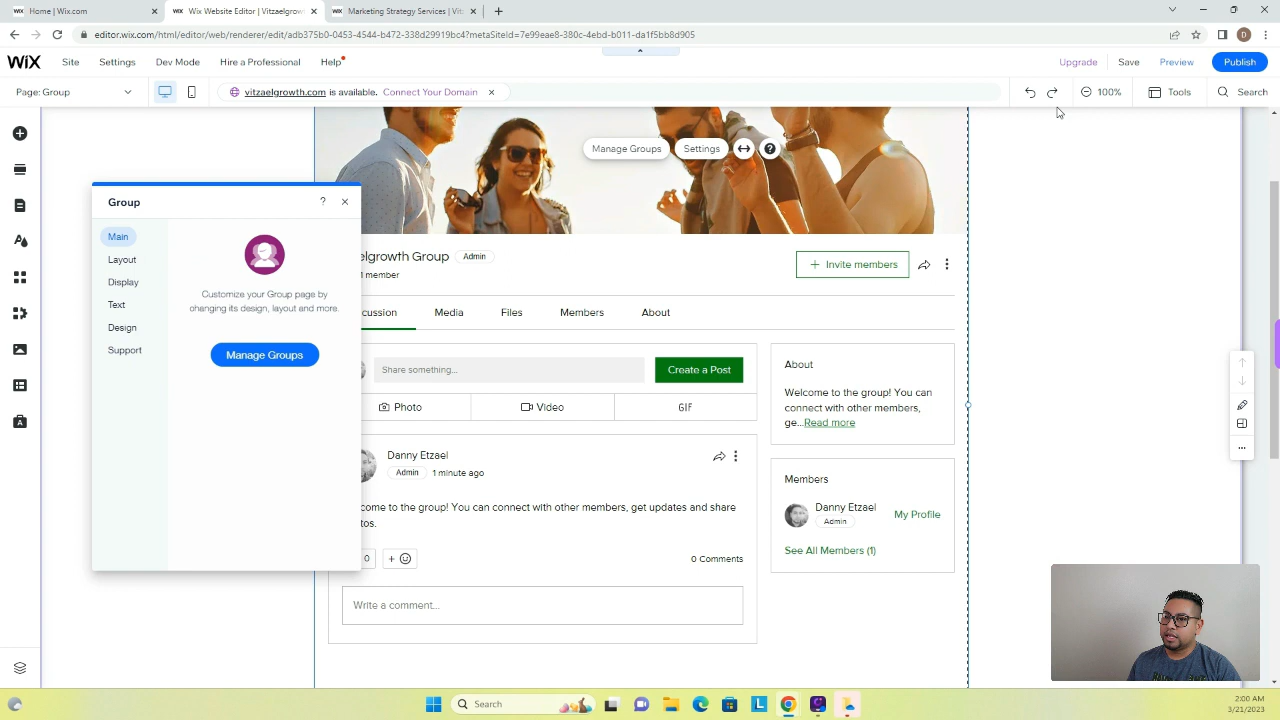 Home | Wix.com
Wix Website Editor | Vitzaelgrowth
Marketing Strategy Services | Vit
editor.wix.com/html/editor/web/renderer/edit/adb375b0-0453-4544-b472-338d29919bc4?metaSiteId=7e99eae8-380c-4ebd-b011-da1f5bb8d905
D
WiX
Site
Settings
Dev Mode
Hire a Professional
Help
Upgrade
Save
Preview
Publish
Page: Group
vitzaelgrowth.com is available. Connect Your Domain
100%
Tools
Search
Manage Groups
Settings
?
Group
?
Main
Layout
Display
Text
Design
Support
Customize your Group page by
changing its design, layout and more.
Manage Groups
elgrowth Group
Admin
1 member
+ Invite members
cussion
Media
Files
Members
About
Share something...
Create a Post
Photo
Video
GIF
Danny Etzael
Admin
1 minute ago
ome to the group! You can connect with other members, get updates and share
tos.
0
+
0 Comments
Write a comment...
About
Welcome to the group! You can
connect with other members,
ge...Read more
Members
Danny Etzael
Admin
My Profile
See All Members (1)
Search
2:00 AM
3/21/2023